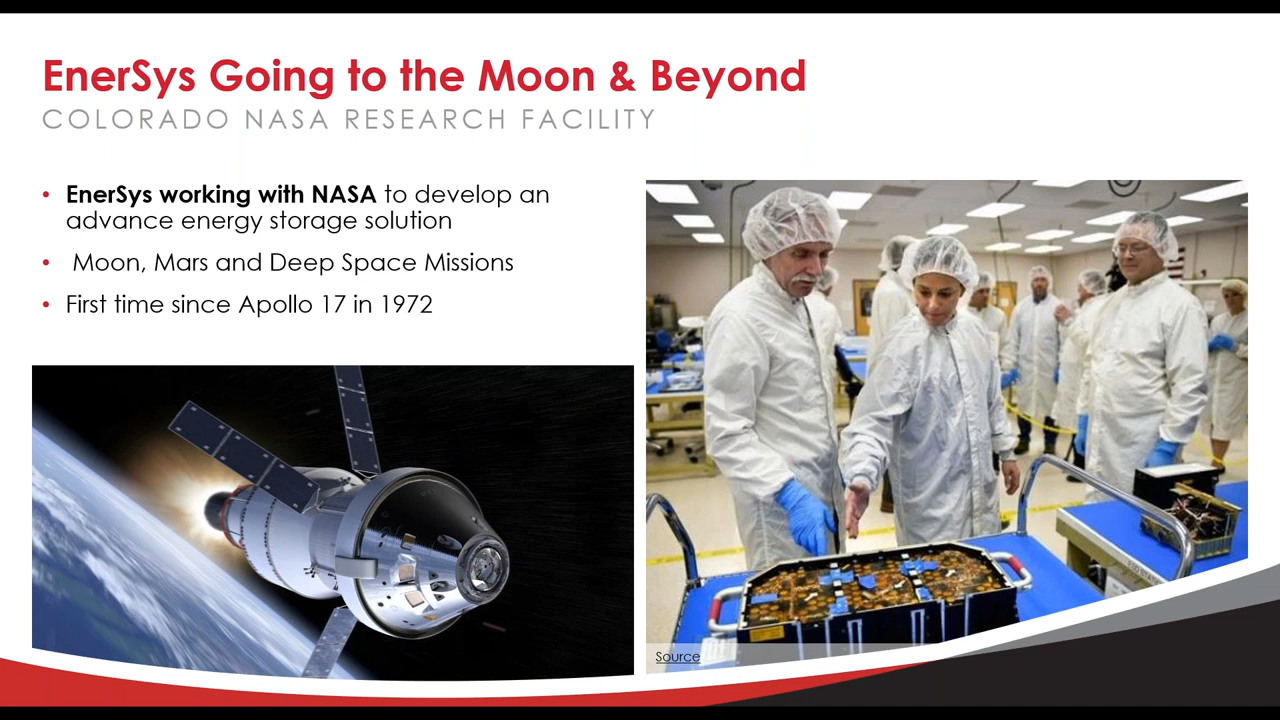 EnerSys Going to the Moon & Beyond
COLORADO NASA RESEARCH FACILITY
• EnerSys working with NASA to develop an
advance energy storage solution
• Moon, Mars and Deep Space Missions
• First time since Apollo 17 in 1972
Source